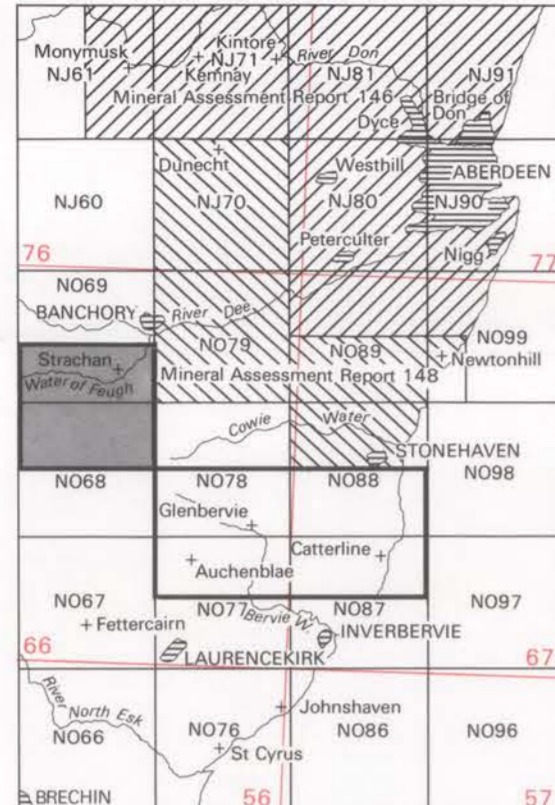 Monymusk
NJ61
Kintore
NJ71
Kemnay
River Don
NJ81
NJ91
Mineral Assessment Report 146
Bridge of
Don
Dyce
Dunecht
Westhill
ABERDEEN
NJ60
NJ70
NJ80
NJ90
Peterculter
Nigg
76
77
NO69
BANCHORY
River Dee
NO79
NO89
NO99
Newtonhill
Strachan
Water of Feugh
Mineral Assessment Report 148
Cowie Water
STONEHAVEN
NO98
NO68
NO78
NO88
Glenbervie
Catterline
Auchenblae
NO67
NO77
NO87
NO97
Fettercairn
Bervie W.
INVERBERVIE
66
67
LAURENCEKIRK
River
North Esk
Johnshaven
NO66
NO76
NO86
NO96
St Cyrus
BRECHIN
56
57